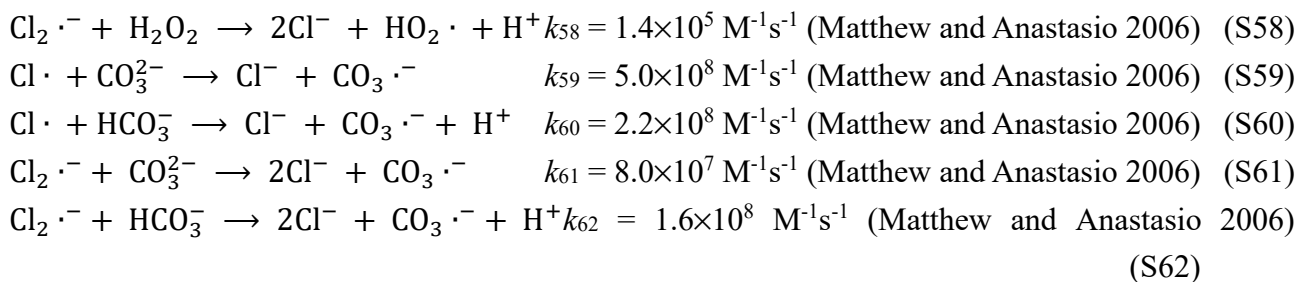 Cl₂·⁻ + H₂O₂ ⟶ 2Cl⁻ + HO₂· + H⁺k₅₈ = 1.4×10⁵ M⁻¹s⁻¹ (Matthew and Anastasio 2006) (S58)
Cl· + CO₃²⁻ ⟶ Cl⁻ + CO₃·⁻ k₅₉ = 5.0×10⁸ M⁻¹s⁻¹ (Matthew and Anastasio 2006) (S59)
Cl· + HCO₃⁻ ⟶ Cl⁻ + CO₃·⁻ + H⁺ k₆₀ = 2.2×10⁸ M⁻¹s⁻¹ (Matthew and Anastasio 2006) (S60)
Cl₂·⁻ + CO₃²⁻ ⟶ 2Cl⁻ + CO₃·⁻ k₆₁ = 8.0×10⁷ M⁻¹s⁻¹ (Matthew and Anastasio 2006) (S61)
Cl₂·⁻ + HCO₃⁻ ⟶ 2Cl⁻ + CO₃·⁻ + H⁺k₆₂ = 1.6×10⁸ M⁻¹s⁻¹ (Matthew and Anastasio 2006)
(S62)